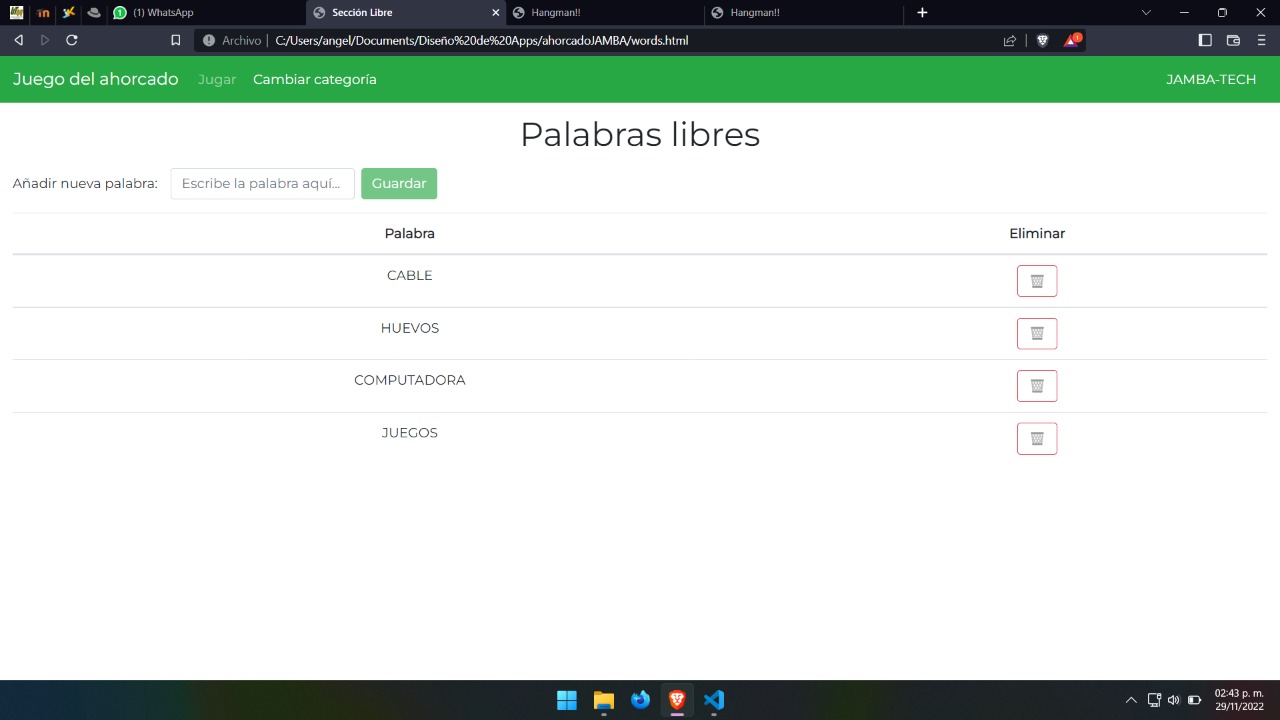 (1) WhatsApp
Sección Libre
Hangman!!
Hangman!!
Archivo
C:/Users/angel/Documents/Diseño%20de%20Apps/ahorcadoJAMBA/words.html
1
Juego del ahorcado
Jugar
Cambiar categoría
JAMBA-TECH
Palabras libres
Añadir nueva palabra:
Escribe la palabra aquí...
Guardar
Palabra
Eliminar
CABLE
HUEVOS
COMPUTADORA
JUEGOS
02:43 p. m.
29/11/2022